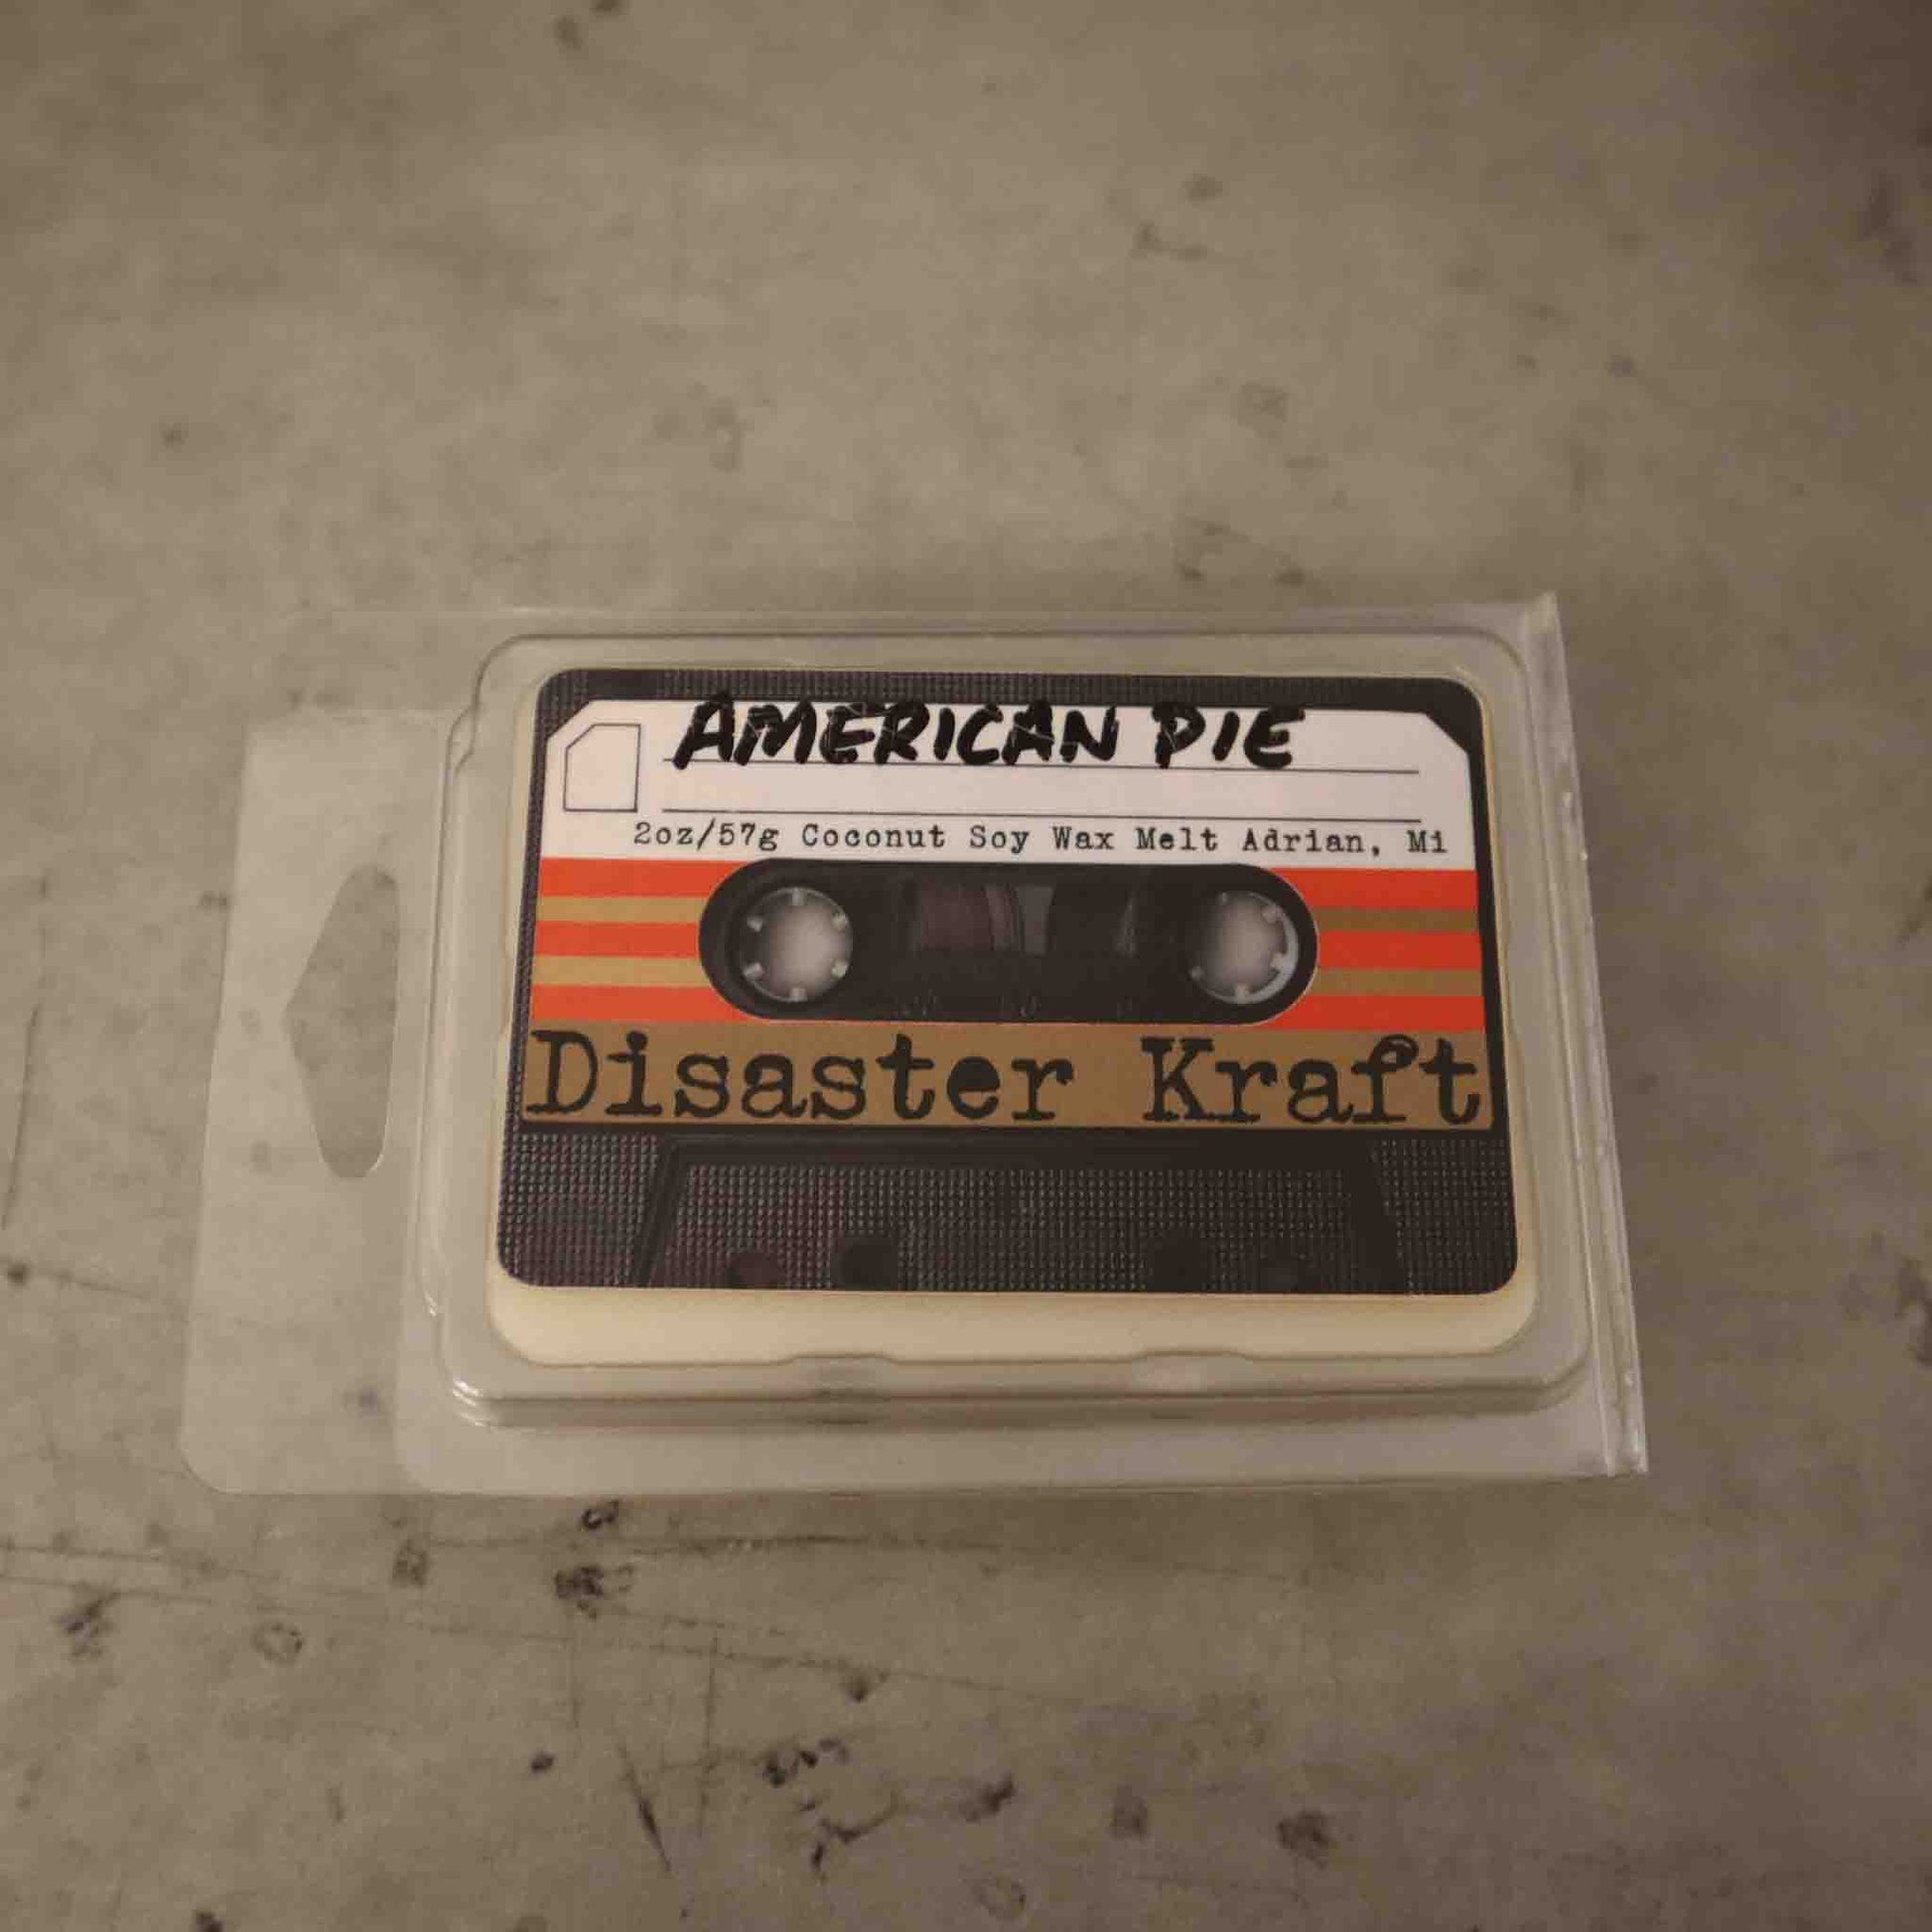 AMERICAN PIE
2oz/57g Coconut Soy Wax Melt Adrian, Mi
Disaster Kraft